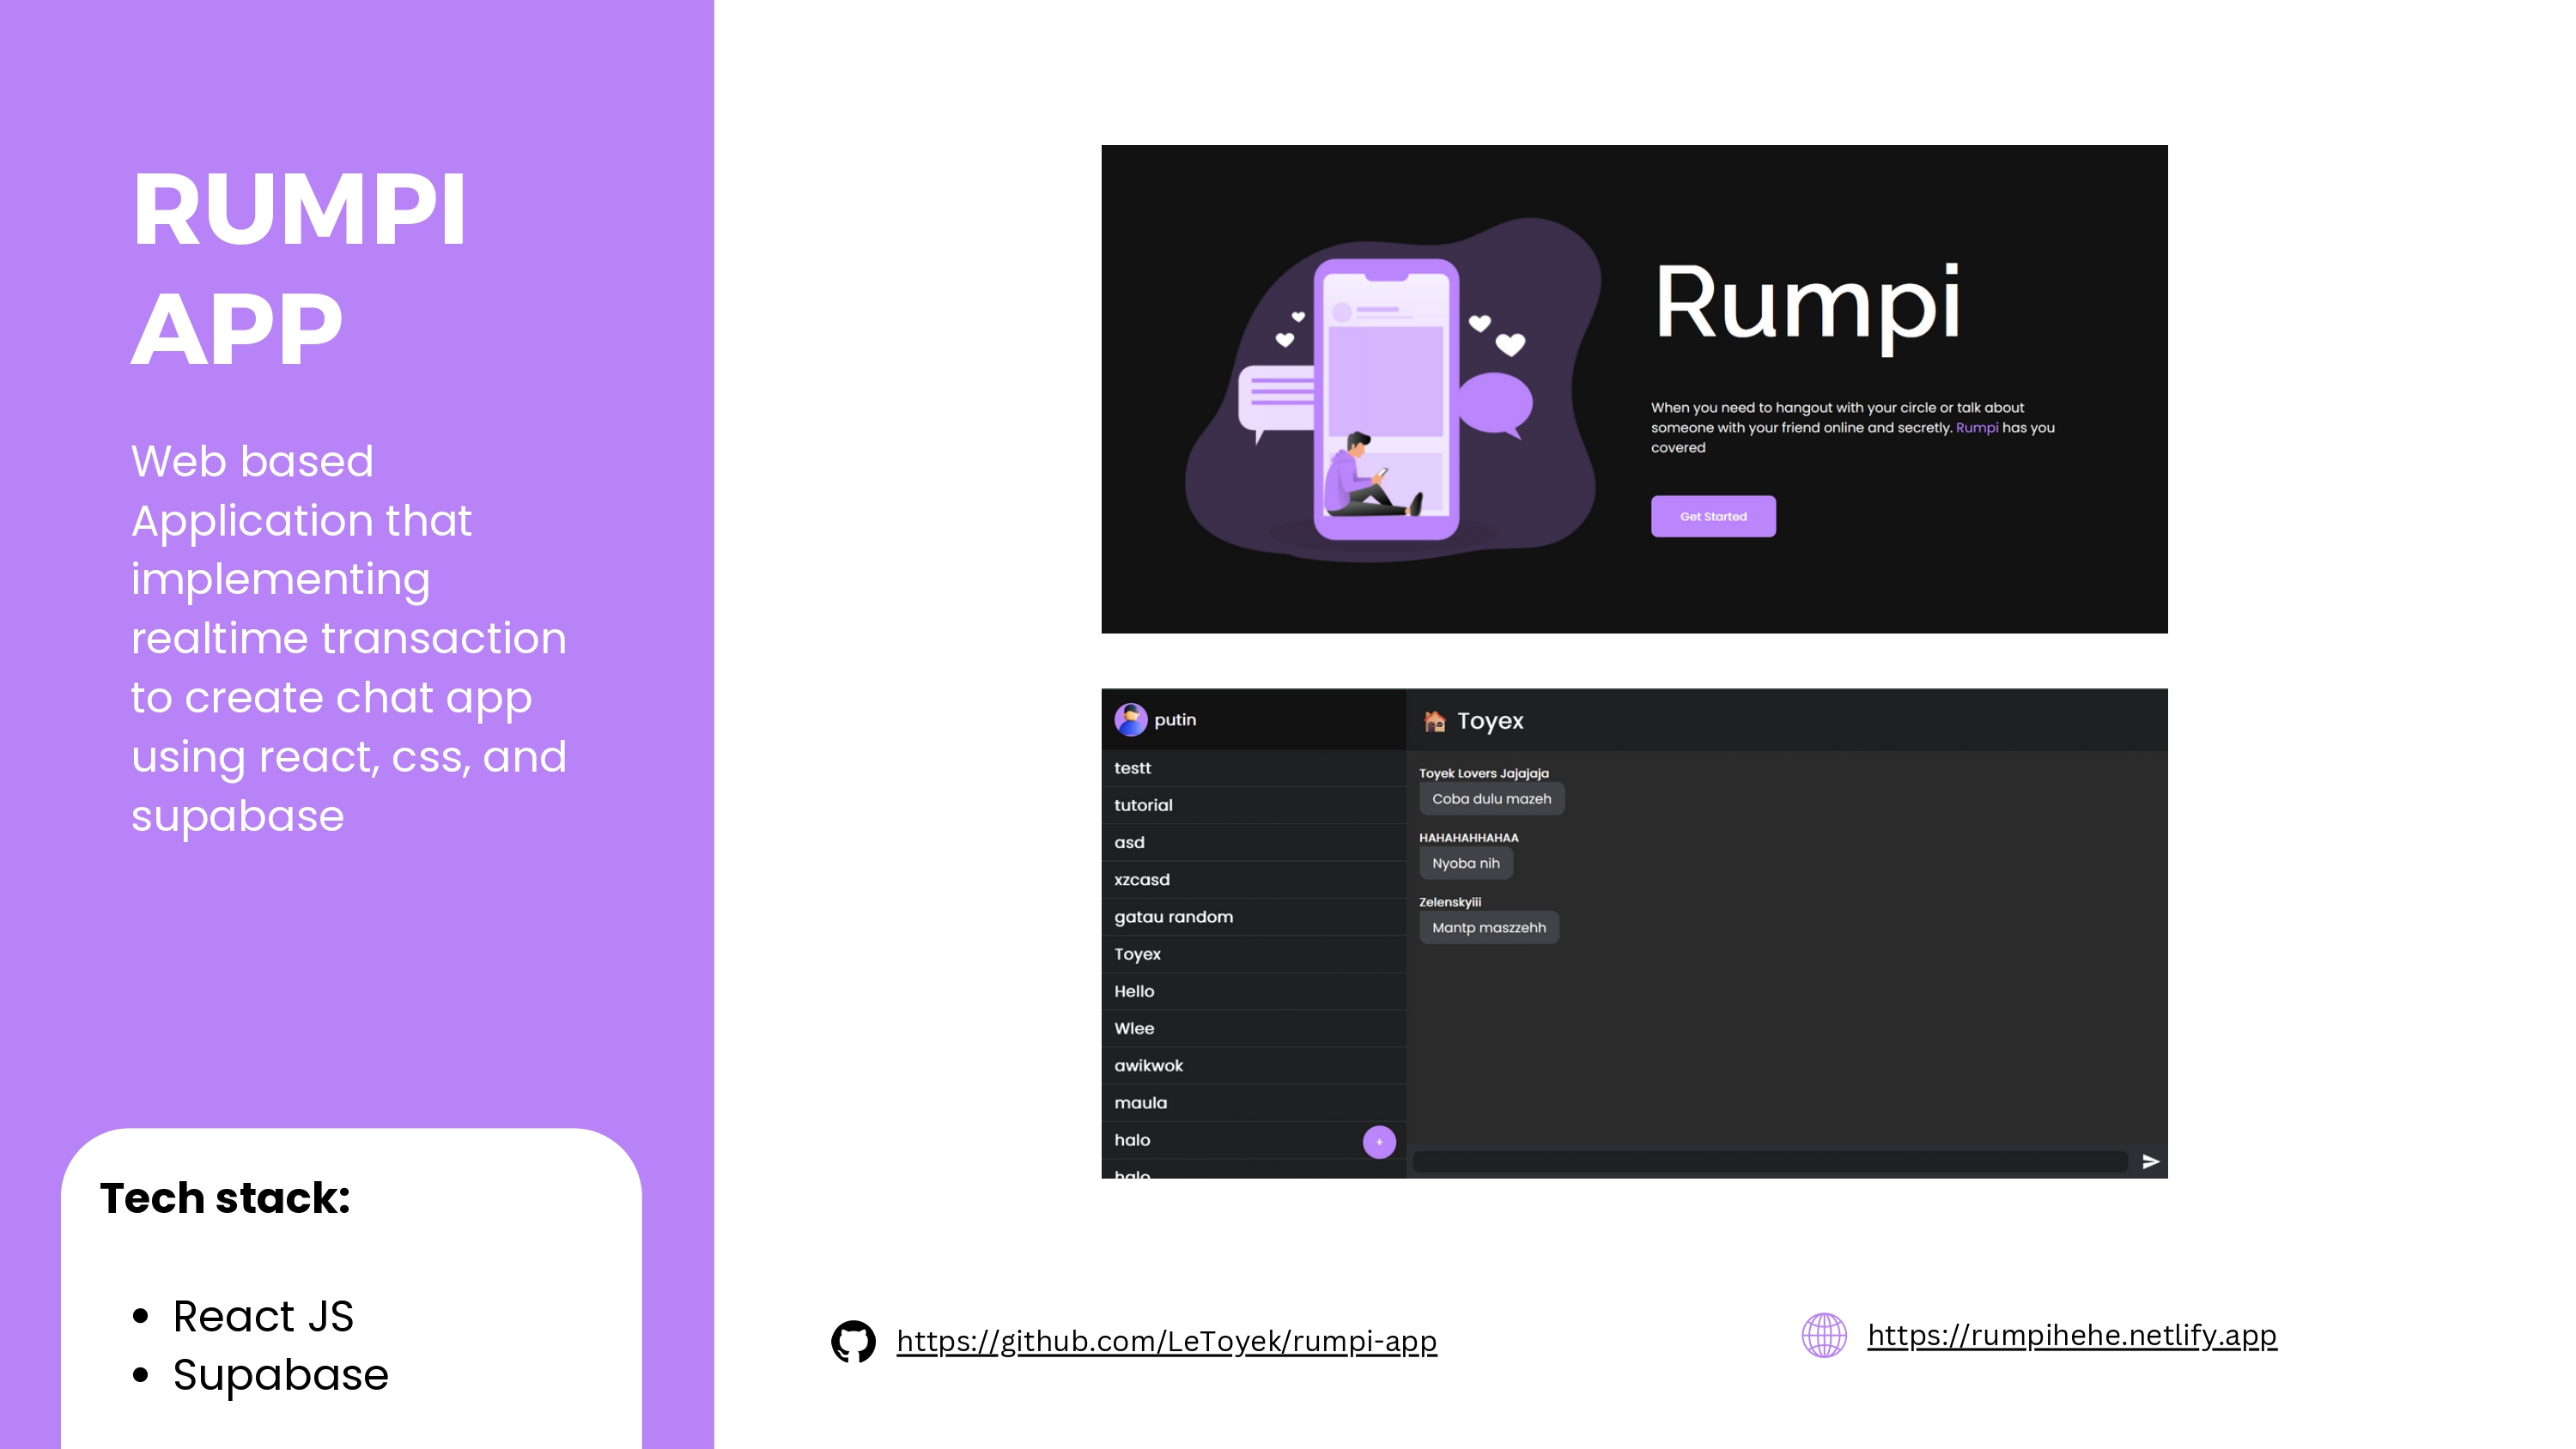 RUMPI
APP
Web based
Application that
implementing
realtime transaction
to create chat app
using react, css, and
supabase
Tech stack:
React JS
Supabase
Rumpi
When you need to hangout with your circle or talk about
someone with your friend online and secretly. Rumpi has you
covered
Get Started
putin
testt
tutorial
asd
xzcasd
gatau random
Toyex
Hello
Wlee
awikwok
maula
halo
+
halo
Toyex
Toyek Lovers Jajajaja
Coba dulu mazeh
HAHAHAHHAHAA
Nyoba nih
Zelenskyiii
Mantp maszzehh
https://github.com/LeToyek/rumpi-app
https://rumpihehe.netlify.app